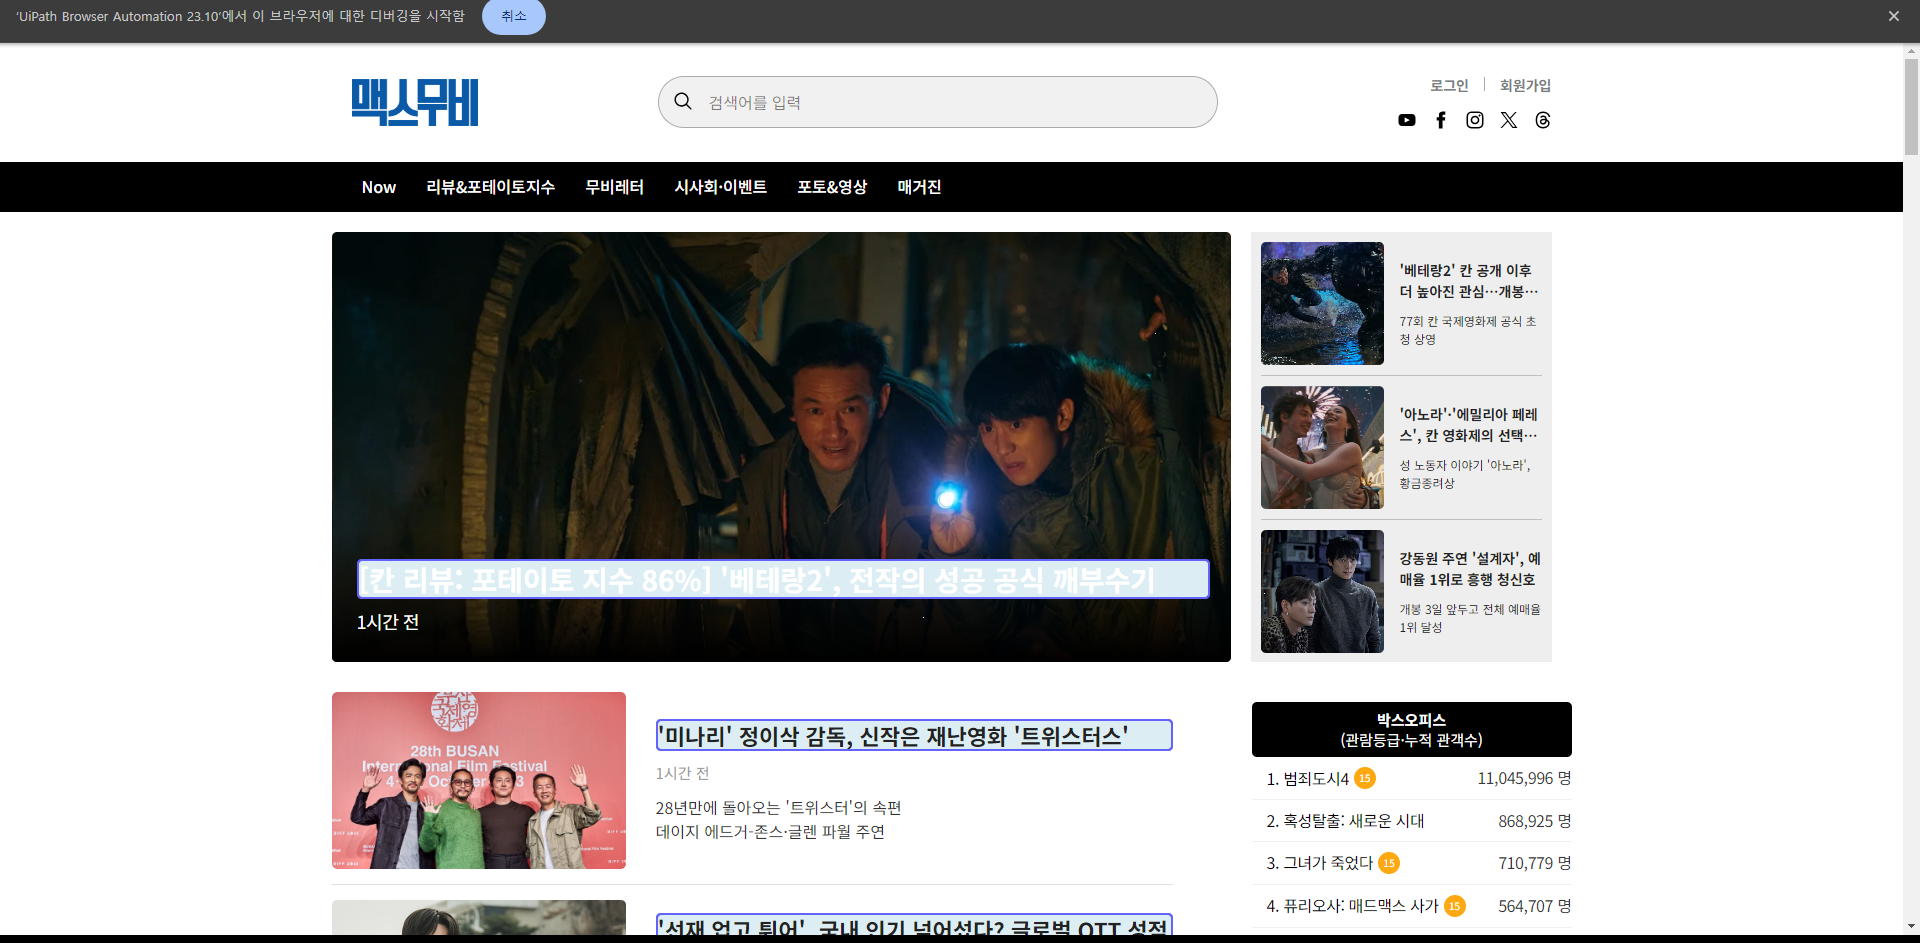 'UiPath Browser Automation 23.10'에서 이 브라우저에 대한 디버깅을 시작함
취소
맥스무비
검색어를 입력
로그인
회원가입
Now
리뷰&포테이토지수
무비레터
시사회·이벤트
포토&영상
매거진
[칸 리뷰: 포테이토 지수 86%] '베테랑2', 전작의 성공 공식 깨부수기
1시간 전
'베테랑2' 칸 공개 이후
더 높아진 관심…개봉…
77회 칸 국제영화제 공식 초
청 상영
'아노라'·'에밀리아 페레
스', 칸 영화제의 선택…
성 노동자 이야기 '아노라',
황금종려상
강동원 주연 '설계자', 예
매율 1위로 흥행 청신호
개봉 3일 앞두고 전체 예매율
1위 달성
국제영
화제
28th BUSAN
International Film Festival
'미나리' 정이삭 감독, 신작은 재난영화 '트위스터스'
1시간 전
28년만에 돌아오는 '트위스터'의 속편
데이지 에드거-존스·글렌 파월 주연
박스오피스
(관람등급·누적 관객수)
1. 범죄도시4 15 11,045,996 명
2. 혹성탈출: 새로운 시대 868,925 명
3. 그녀가 죽었다 15 710,779 명
4. 퓨리오사: 매드맥스 사가 15 564,707 명
'선재 업고 튀어', 국내 인기 넘어섰다? 글로벌 OTT 성적